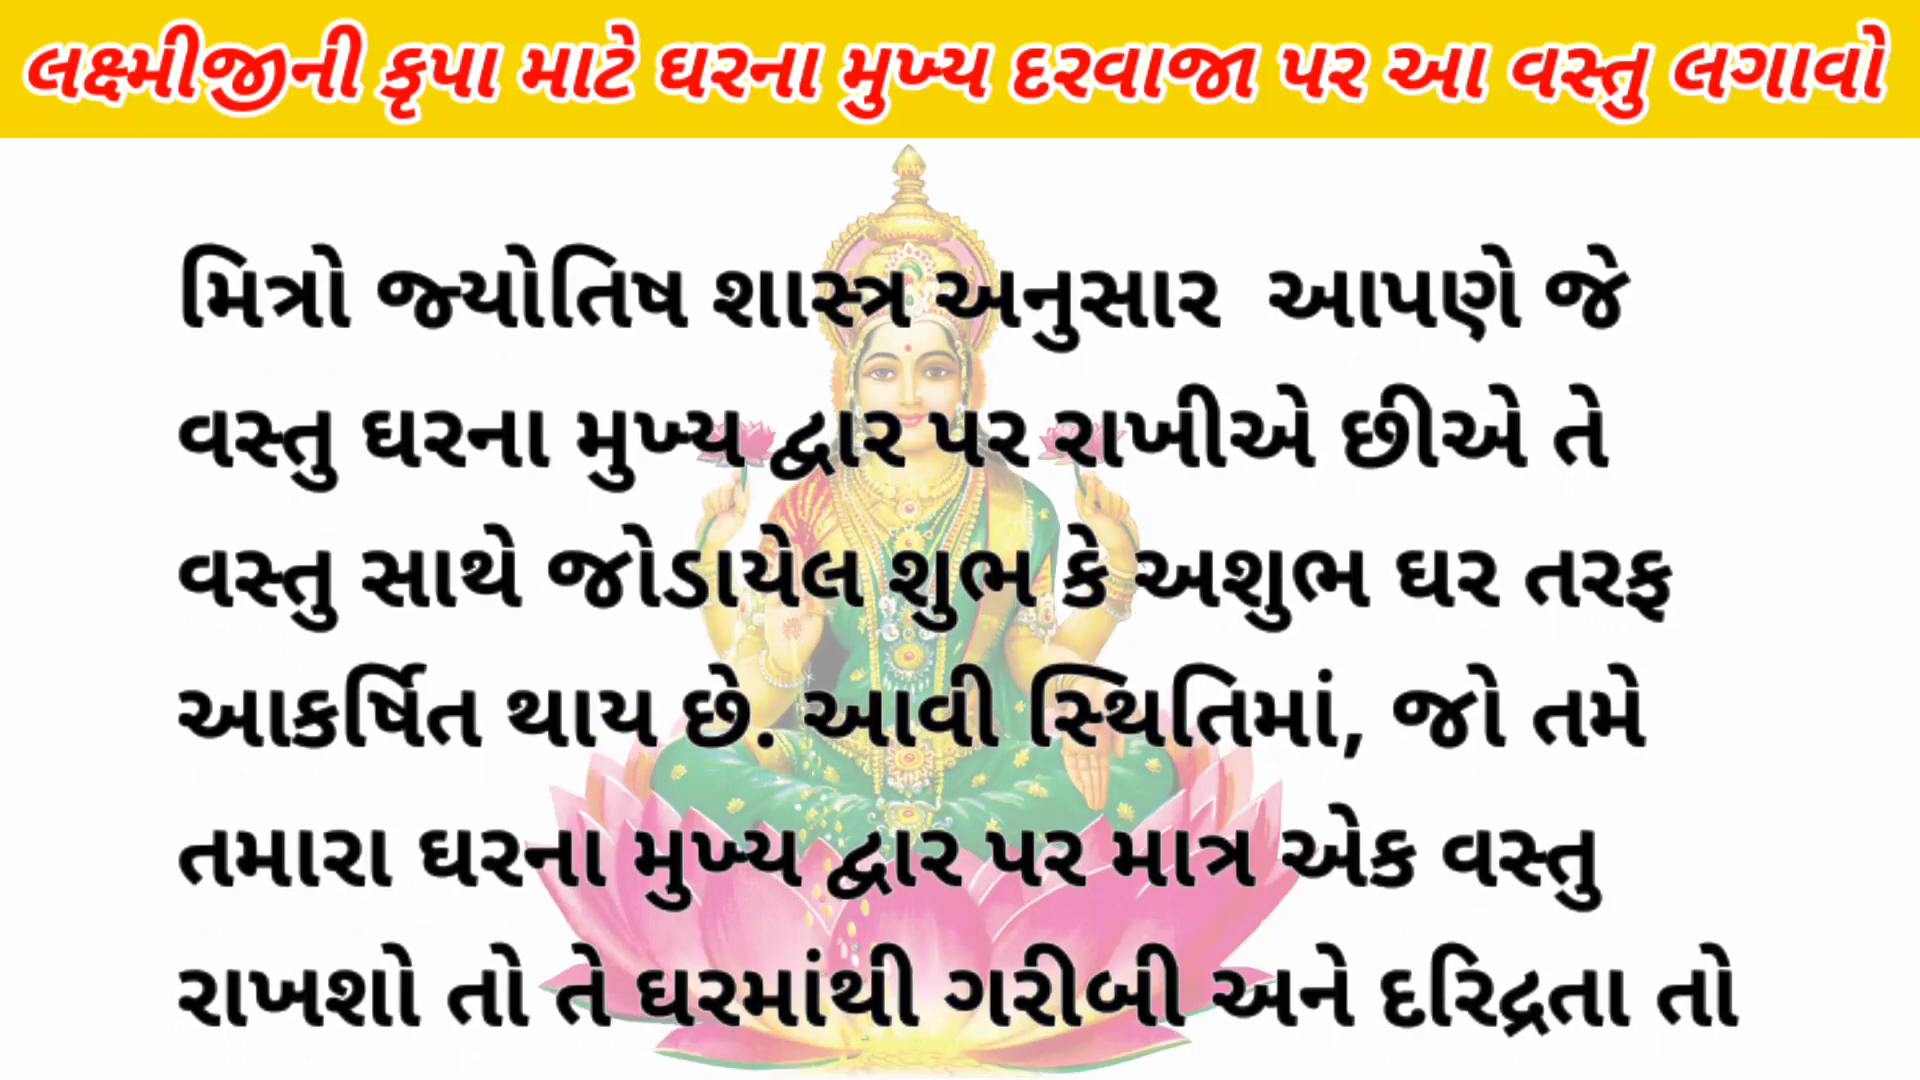 લક્ષ્મીજીની કૃપા માટે ઘરના મુખ્ય દરવાજા પર આ વસ્તુ લગાવો
મિત્રો જ્યોતિષ શાસ્ત્ર અનુસાર આપણે જે
વસ્તુ ઘરના મુખ્ય દ્વાર પર રાખીએ છીએ તે
વસ્તુ સાથે જોડાયેલ શુભ કે અશુભ ઘર તરફ
આકર્ષિત થાય છે. આવી સ્થિતિમાં, જો તમે
તમારા ઘરના મુખ્ય દ્વાર પર માત્ર એક વસ્તુ
રાખશો તો તે ઘરમાંથી ગરીબી અને દરિદ્રતા તો